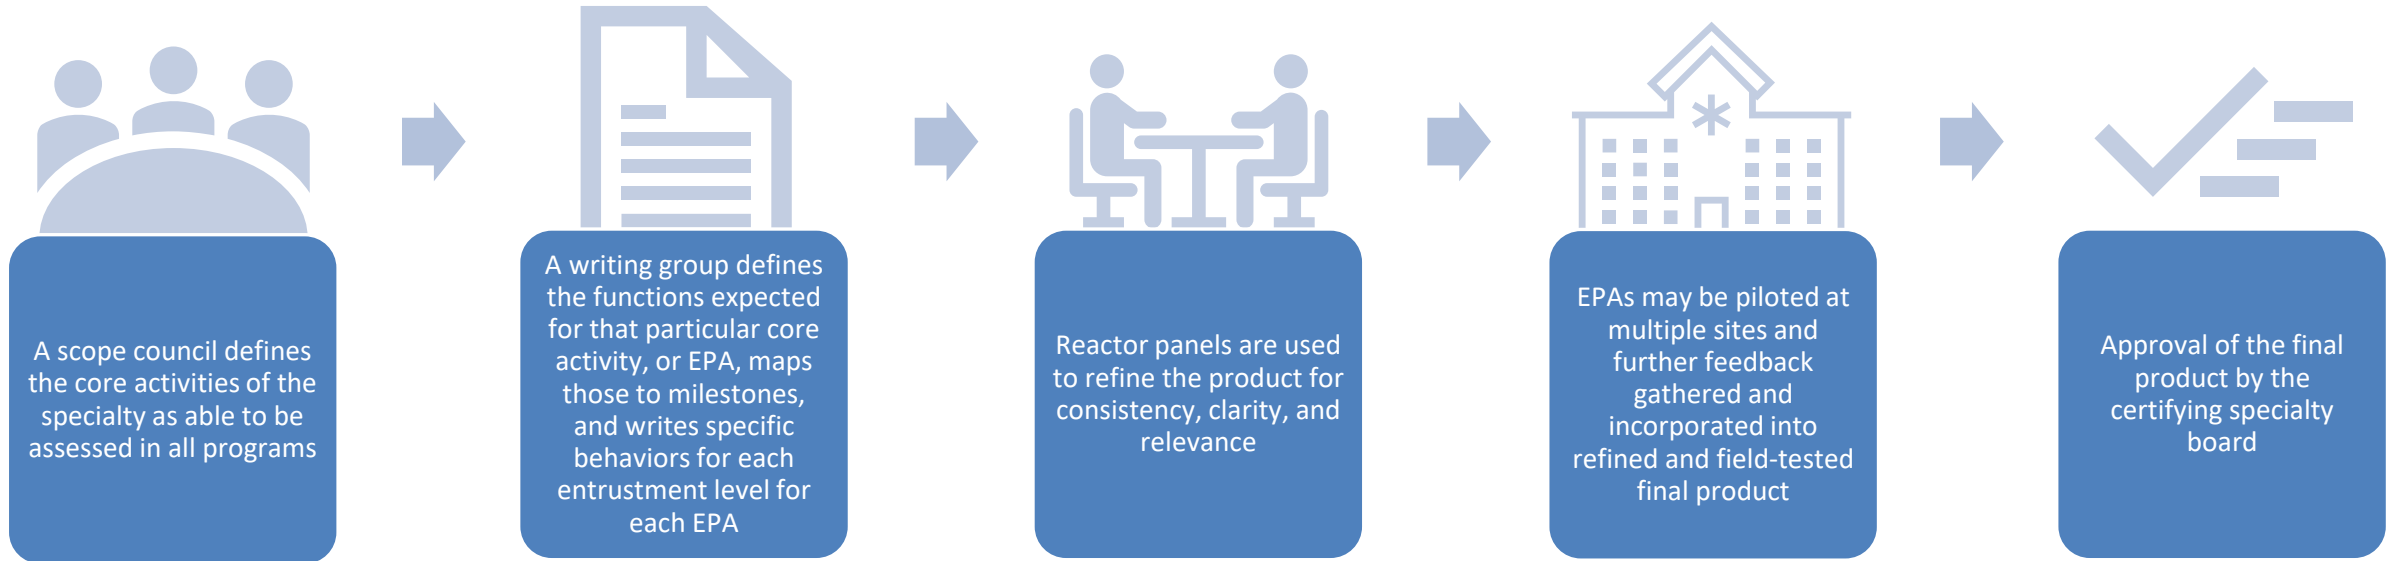 A scope council defines
the core activities of the
specialty as able to be
assessed in all programs
A writing group defines
the functions expected
for that particular core
activity, or EPA, maps
those to milestones,
and writes specific
behaviors for each
entrustment level for
each EPA
Reactor panels are used
to refine the product for
consistency, clarity, and
relevance
EPAs may be piloted at
multiple sites and
further feedback
gathered and
incorporated into
refined and field-tested
final product
Approval of the final
product by the
certifying specialty
board